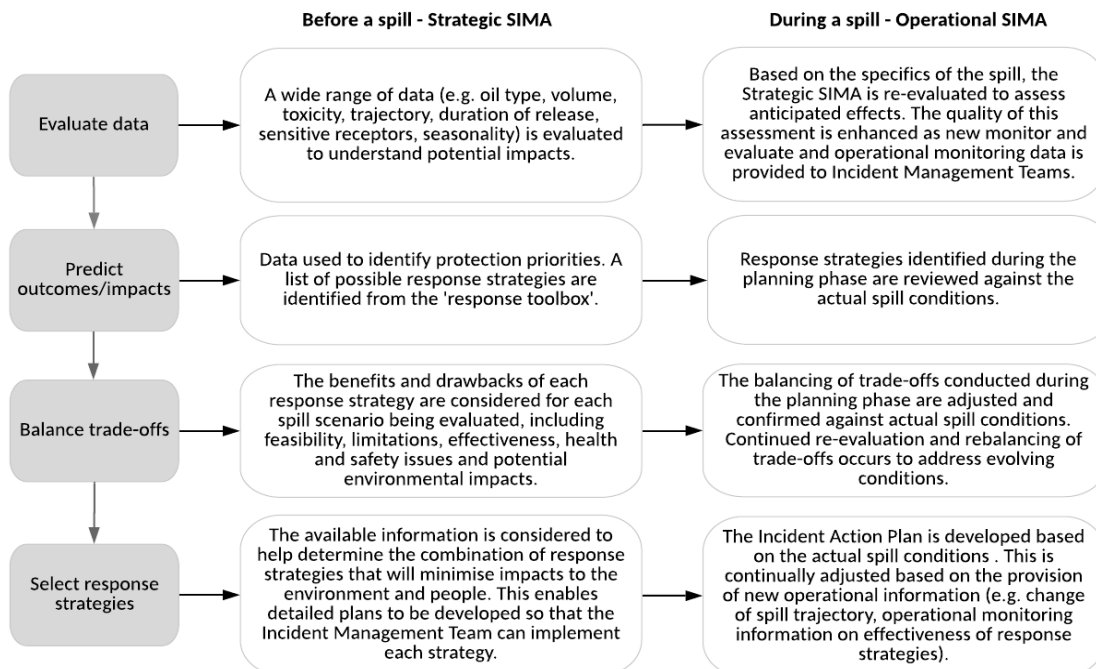 Before a spill - Strategic SIMA
During a spill - Operational SIMA
Evaluate data
A wide range of data (e.g. oil type, volume,
toxicity, trajectory, duration of release,
sensitive receptors, seasonality) is evaluated
to understand potential impacts.
Based on the specifics of the spill, the
Strategic SIMA is re-evaluated to assess
anticipated effects. The quality of this
assessment is enhanced as new monitor and
evaluate and operational monitoring data is
provided to Incident Management Teams.
Predict
outcomes/impacts
Data used to identify protection priorities. A
list of possible response strategies are
identified from the 'response toolbox'.
Response strategies identified during the
planning phase are reviewed against the
actual spill conditions.
Balance trade-offs
The benefits and drawbacks of each
response strategy are considered for each
spill scenario being evaluated, including
feasibility, limitations, effectiveness, health
and safety issues and potential
environmental impacts.
The balancing of trade-offs conducted during
the planning phase are adjusted and
confirmed against actual spill conditions.
Continued re-evaluation and rebalancing of
trade-offs occurs to address evolving
conditions.
Select response
strategies
The available information is considered to
help determine the combination of response
strategies that will minimise impacts to the
environment and people. This enables
detailed plans to be developed so that the
Incident Management Team can implement
each strategy.
The Incident Action Plan is developed based
on the actual spill conditions . This is
continually adjusted based on the provision
of new operational information (e.g. change
of spill trajectory, operational monitoring
information on effectiveness of response
strategies).